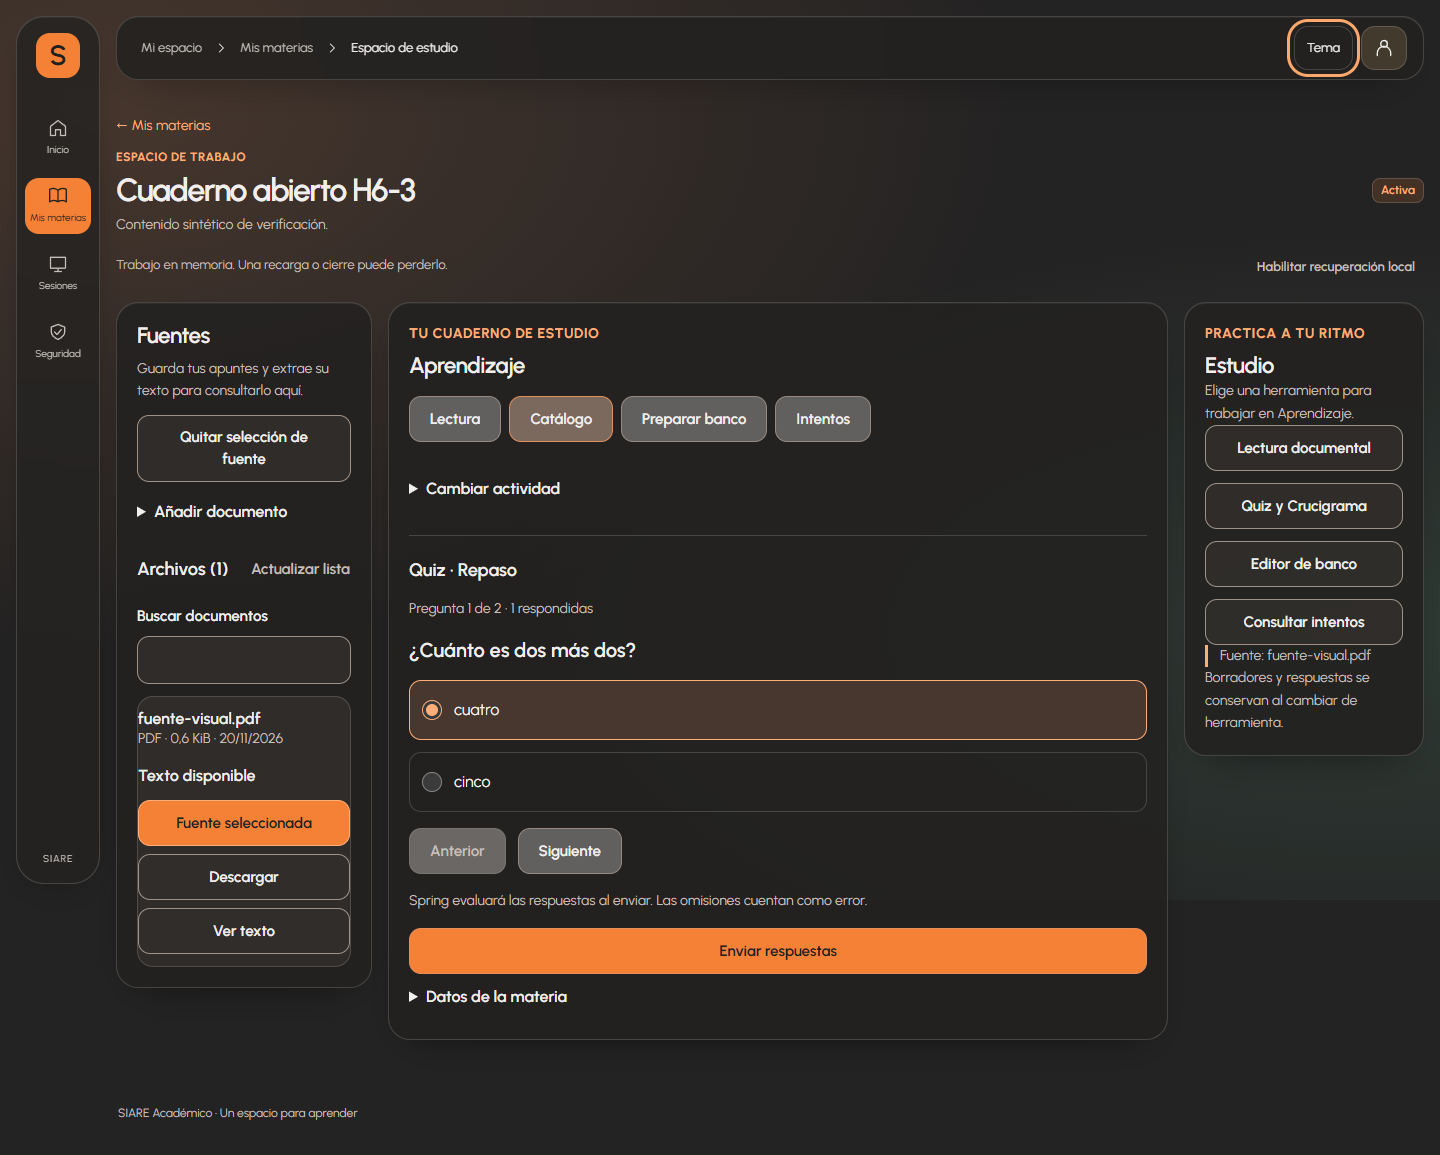 S
Inicio
Mis materias
Sesiones
Seguridad
SIARE
Mi espacio > Mis materias > Espacio de estudio
Tema
← Mis materias
ESPACIO DE TRABAJO
Cuaderno abierto H6-3
Activa
Contenido sintético de verificación.
Trabajo en memoria. Una recarga o cierre puede perderlo.
Habilitar recuperación local
Fuentes
Guarda tus apuntes y extrae su
texto para consultarlo aquí.
Quitar selección de
fuente
Añadir documento
Archivos (1)
Actualizar lista
Buscar documentos
fuente-visual.pdf
PDF · 0,6 KiB · 20/11/2026
Texto disponible
Fuente seleccionada
Descargar
Ver texto
TU CUADERNO DE ESTUDIO
Aprendizaje
Lectura
Catálogo
Preparar banco
Intentos
Cambiar actividad
Quiz · Repaso
Pregunta 1 de 2 · 1 respondidas
¿Cuánto es dos más dos?
cuatro
cinco
Anterior
Siguiente
Spring evaluará las respuestas al enviar. Las omisiones cuentan como error.
Enviar respuestas
Datos de la materia
PRACTICA A TU RITMO
Estudio
Elige una herramienta para
trabajar en Aprendizaje.
Lectura documental
Quiz y Crucigrama
Editor de banco
Consultar intentos
Fuente: fuente-visual.pdf
Borradores y respuestas se
conservan al cambiar de
herramienta.
SIARE Académico · Un espacio para aprender